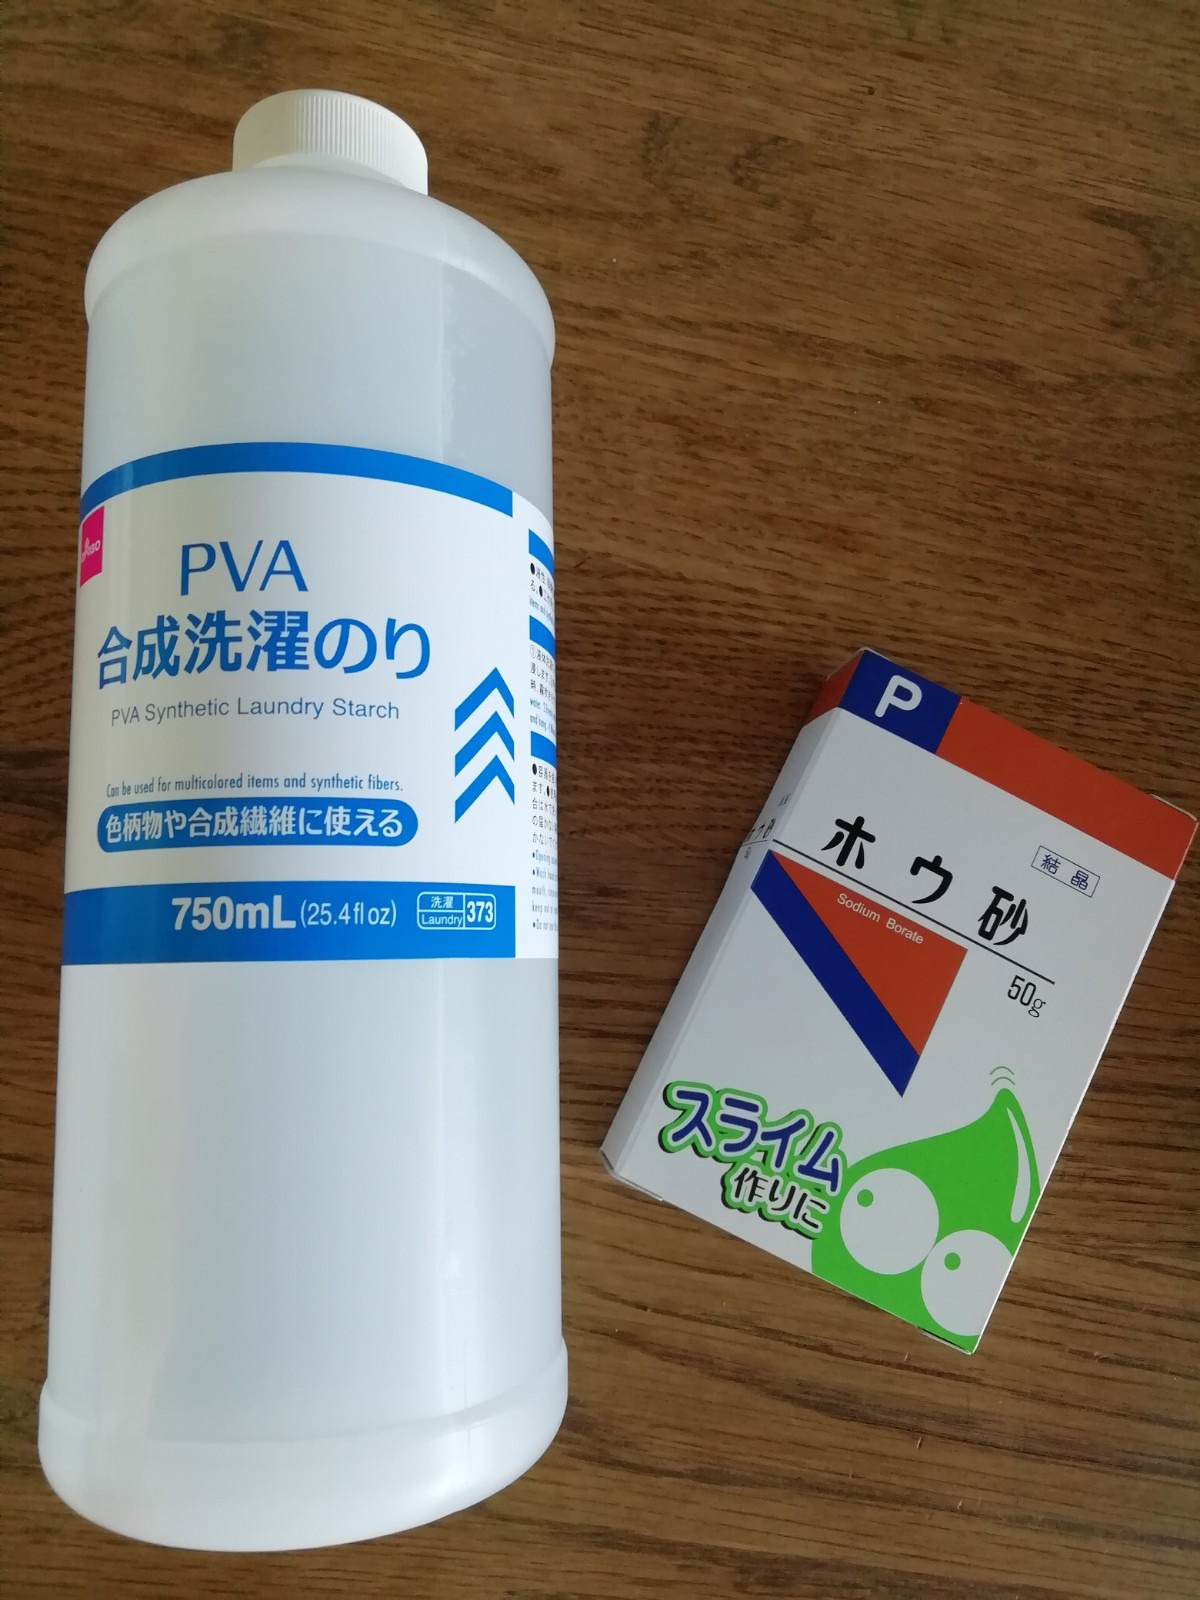 DAISO
PVA
合成洗濯のり
PVA Synthetic Laundry Starch
Can be used for multicolored items and synthetic fibers.
色柄物や合成繊維に使える
750mL (25.4fl oz)
洗濯
Laundry
373
P
ホウ砂
結晶
Sodium Borate
50g
スライム
作りに